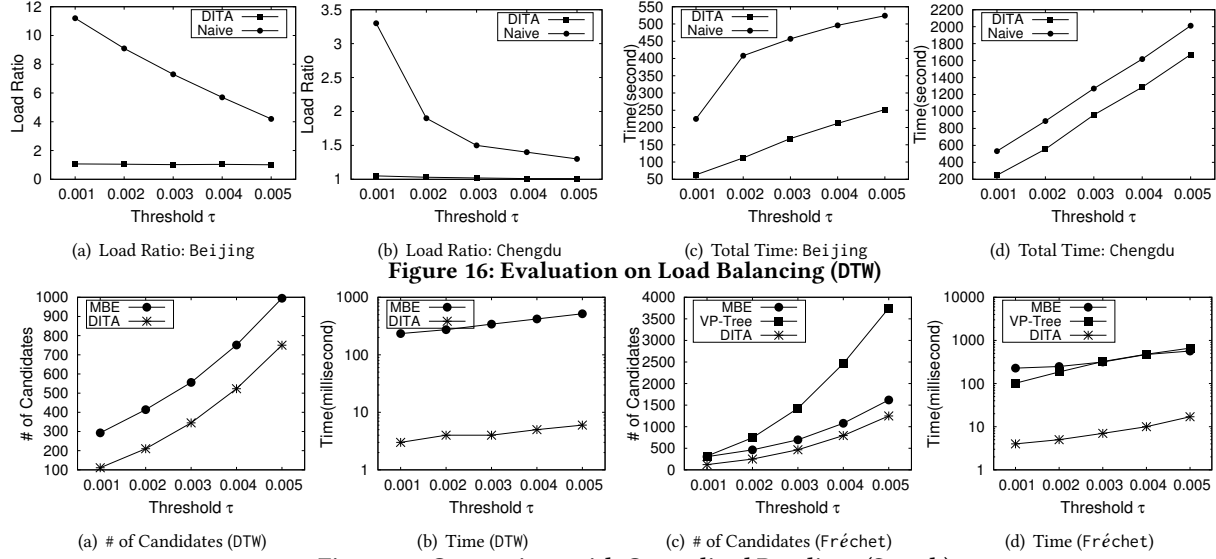 DITA
Naive
12
10
8
6
4
2
0
Load Ratio
0.001 0.002 0.003 0.004 0.005
Threshold τ
(a) Load Ratio: Beijing
DITA
Naive
3.5
3
2.5
2
1.5
1
Load Ratio
0.001 0.002 0.003 0.004 0.005
Threshold τ
(b) Load Ratio: Chengdu
DITA
Naive
550
500
450
400
350
300
250
200
150
100
50
Time(second)
0.001 0.002 0.003 0.004 0.005
Threshold τ
(c) Total Time: Beijing
DITA
Naive
2200
2000
1800
1600
1400
1200
1000
800
600
400
200
Time(second)
0.001 0.002 0.003 0.004 0.005
Threshold τ
(d) Total Time: Chengdu
Figure 16: Evaluation on Load Balancing (DTW)
MBE
DITA
1000
900
800
700
600
500
400
300
200
100
# of Candidates
0.001 0.002 0.003 0.004 0.005
Threshold τ
(a) # of Candidates (DTW)
MBE
DITA
1000
100
10
1
Time(millisecond)
0.001 0.002 0.003 0.004 0.005
Threshold τ
(b) Time (DTW)
MBE
VP-Tree
DITA
4000
3500
3000
2500
2000
1500
1000
500
0
# of Candidates
0.001 0.002 0.003 0.004 0.005
Threshold τ
(c) # of Candidates (Fréchet)
MBE
VP-Tree
DITA
10000
1000
100
10
1
Time(millisecond)
0.001 0.002 0.003 0.004 0.005
Threshold τ
(d) Time (Fréchet)